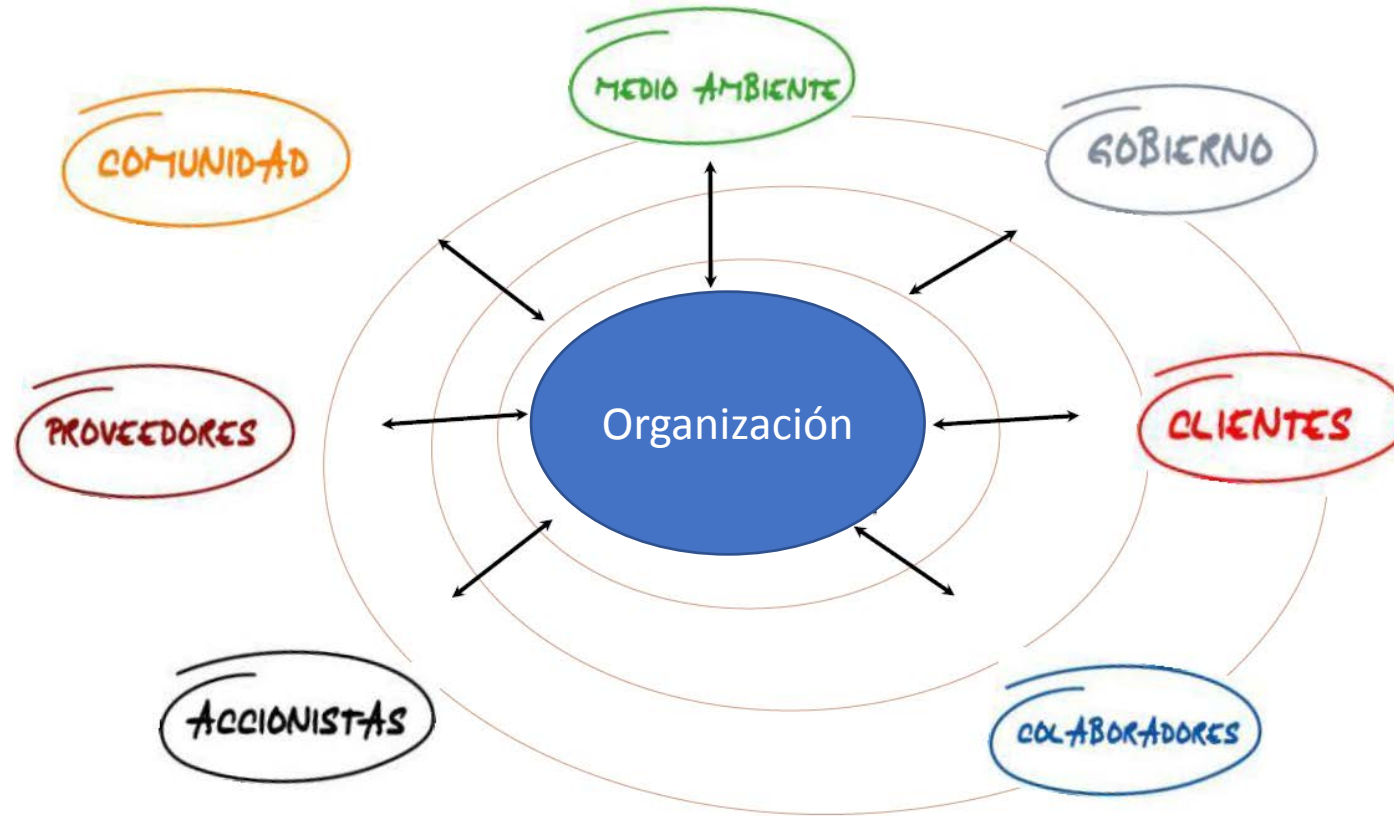 MEDIO AMBIENTE
COMUNIDAD
GOBIERNO
PROVEEDORES
Organización
CLIENTES
ACCIONISTAS
COLABORADORES